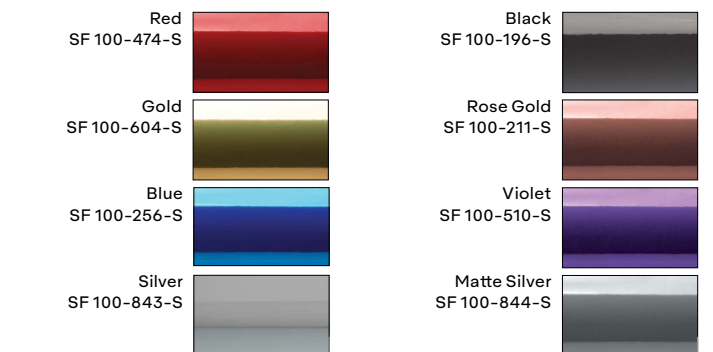 Red
SF 100-474-S
Black
SF 100-196-S
Gold
SF 100-604-S
Rose Gold
SF 100-211-S
Blue
SF 100-256-S
Violet
SF 100-510-S
Silver
SF 100-843-S
Matte Silver
SF 100-844-S